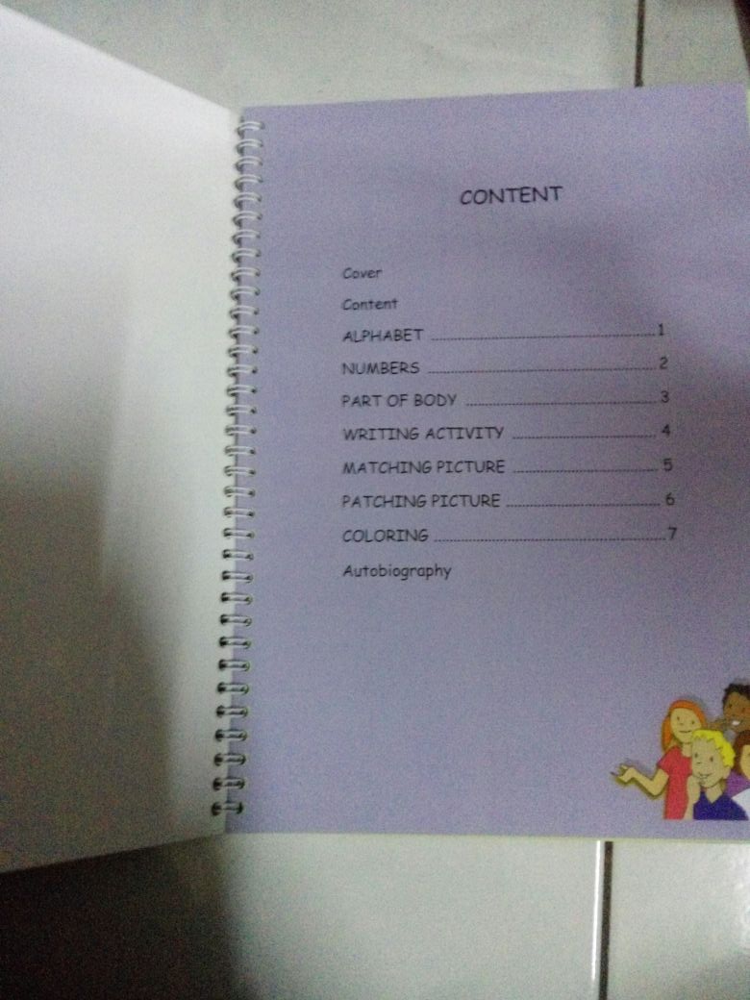 CONTENT
Cover
Content
ALPHABET ........................................................ 1
NUMBERS ........................................................ 2
PART OF BODY ................................................ 3
WRITING ACTIVITY .................................... 4
MATCHING PICTURE .................................... 5
PATCHING PICTURE ...................................... 6
COLORING ........................................................ 7
Autobiography